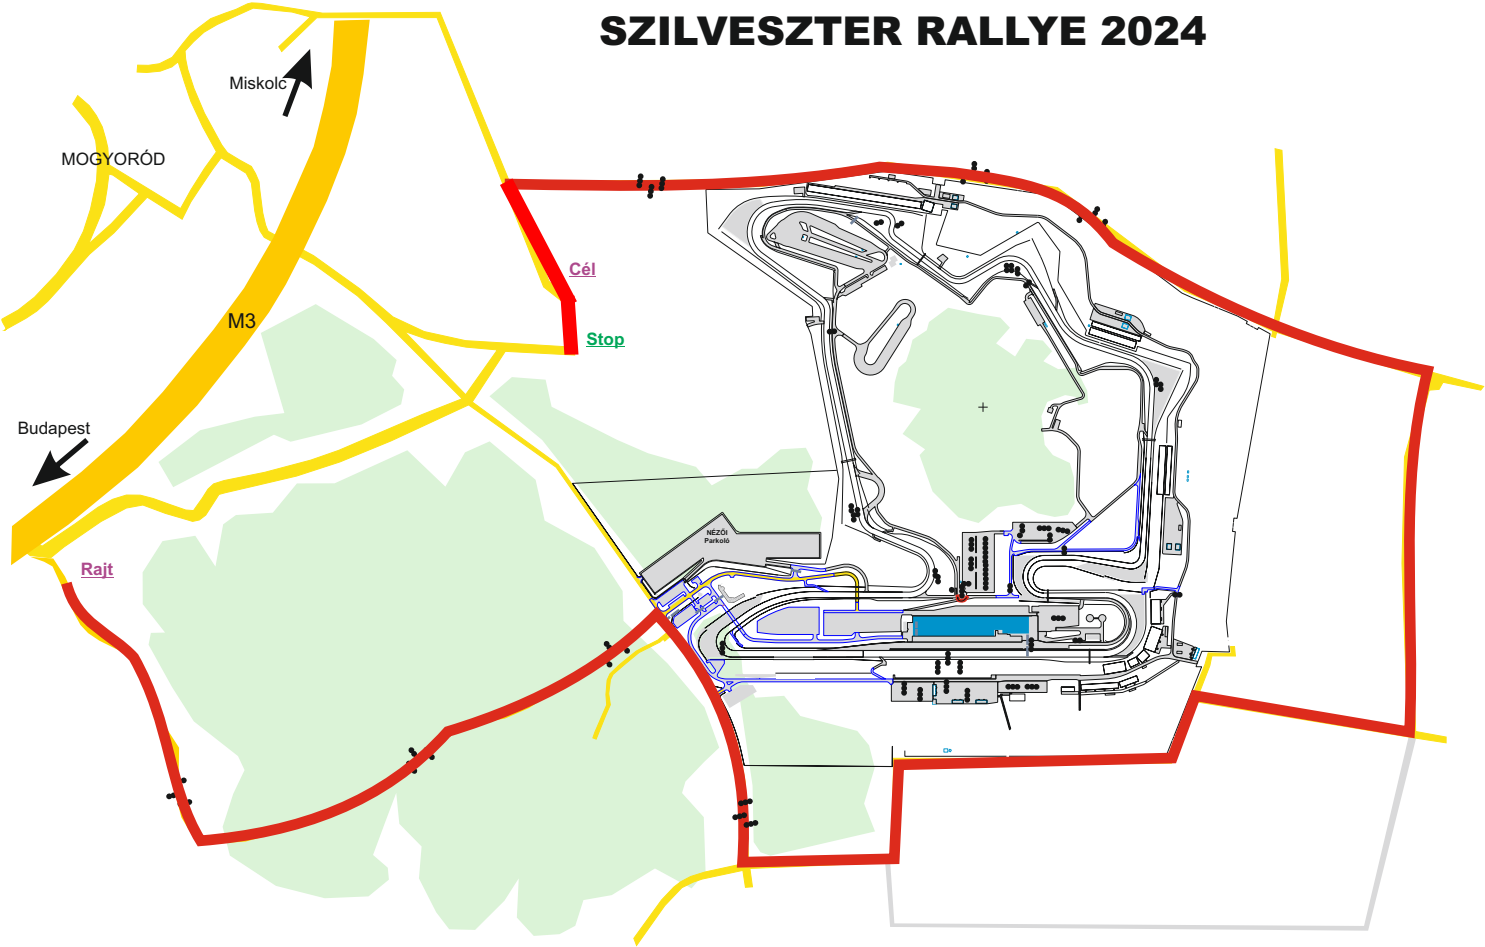 SZILVESZTER RALLYE 2024
Miskolc
MOGYORÓD
Cél
M3
Stop
Budapest
NÉZŐI
Parkoló
Rajt